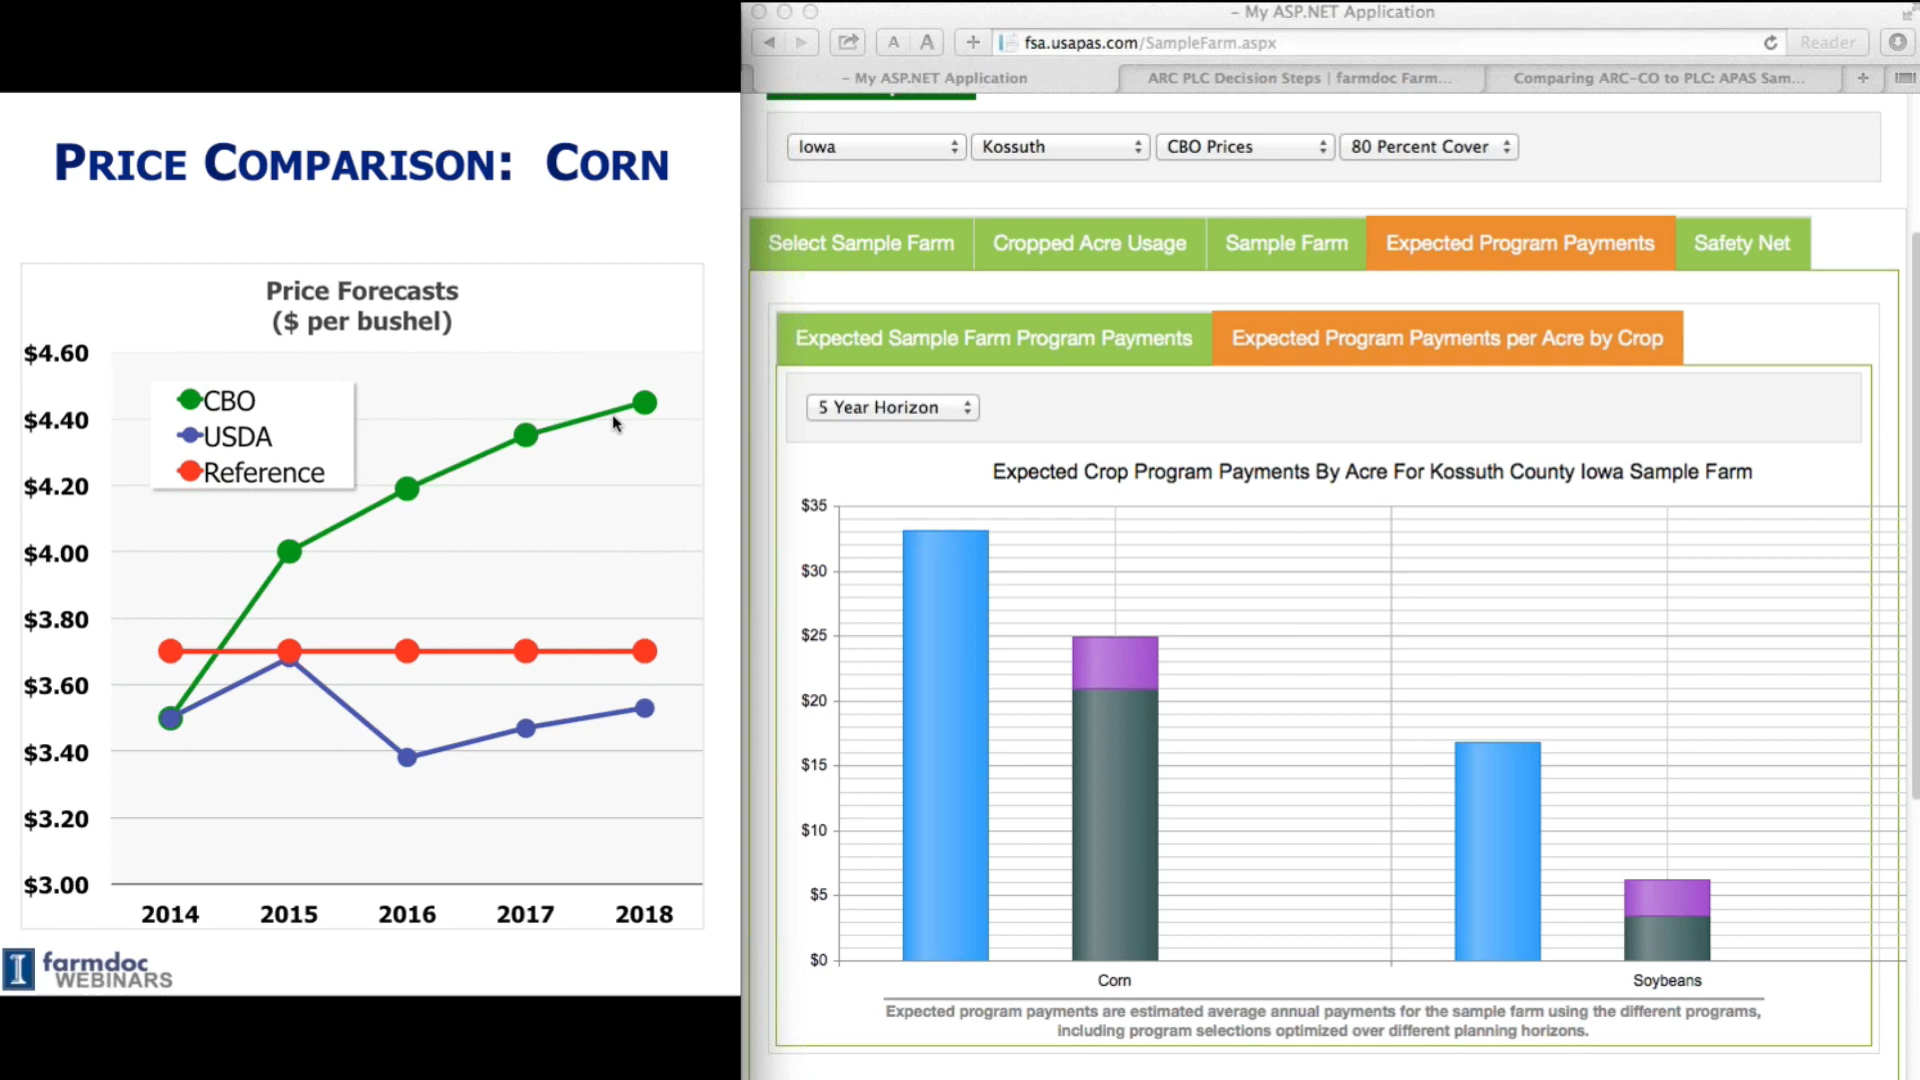 PRICE COMPARISON: CORN
Price Forecasts
($ per bushel)
$4.60
$4.40
$4.20
$4.00
$3.80
$3.60
$3.40
$3.20
$3.00
CBO
USDA
Reference
2014 2015 2016 2017 2018
I farmdoc
WEBINARS
– My ASP.NET Application
A A + fsa.usapas.com/SampleFarm.aspx Reader
– My ASP.NET Application ARC PLC Decision Steps | farmdoc Farm... Comparing ARC-CO to PLC: APAS Sam... +
Iowa Kossuth CBO Prices 80 Percent Cover
Select Sample Farm Cropped Acre Usage Sample Farm Expected Program Payments Safety Net
Expected Sample Farm Program Payments Expected Program Payments per Acre by Crop
5 Year Horizon
Expected Crop Program Payments By Acre For Kossuth County Iowa Sample Farm
$35
$30
$25
$20
$15
$10
$5
$0
Corn Soybeans
Expected program payments are estimated average annual payments for the sample farm using the different programs,
including program selections optimized over different planning horizons.